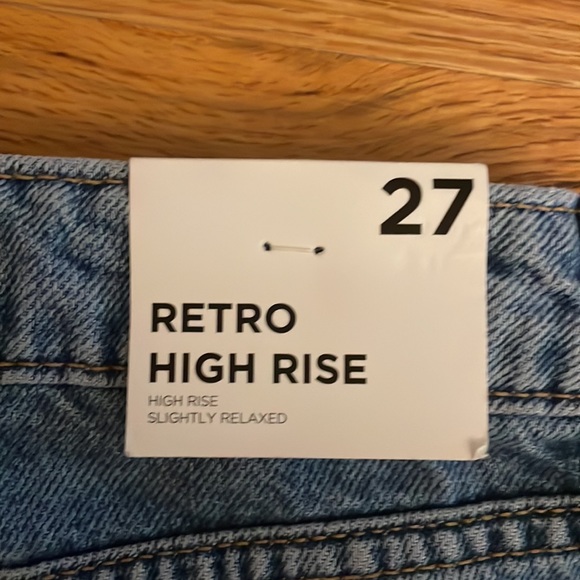 27
RETRO
HIGH RISE
HIGH RISE
SLIGHTLY RELAXED